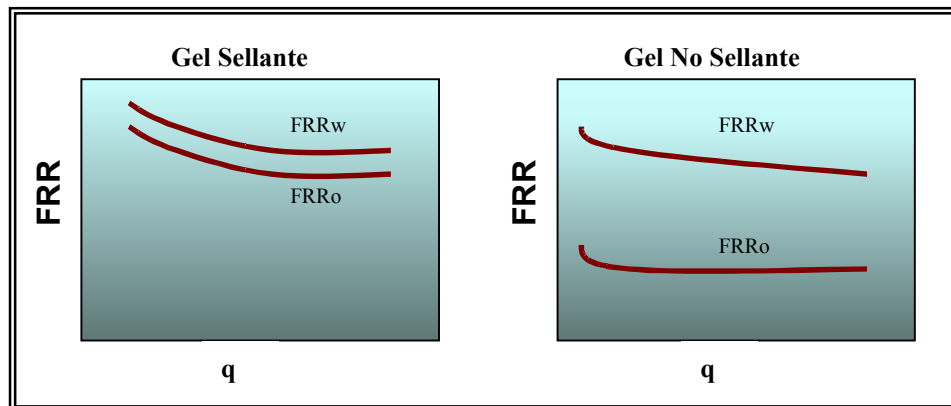 Gel Sellante
FRR
FRRw
FRRo
q
Gel No Sellante
FRR
FRRw
FRRo
q